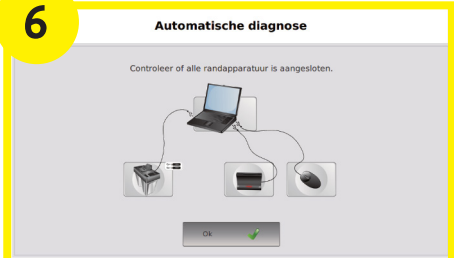 6
Automatische diagnose
Controleer of alle randapparatuur is aangesloten.
Ok